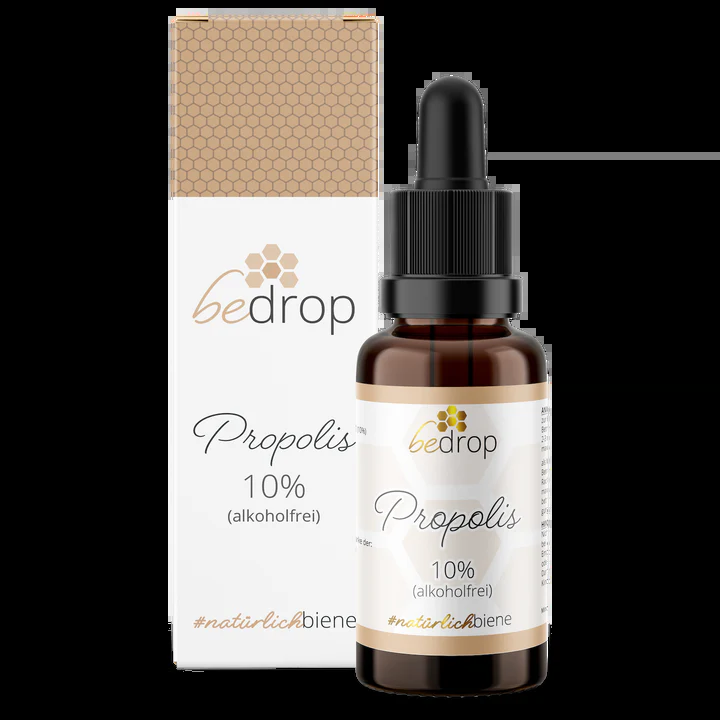 bedrop
Propolis
10%
(alkoholfrei)
#natürlichbiene
bedrop
Propolis
10%
(alkoholfrei)
#natürlichbiene